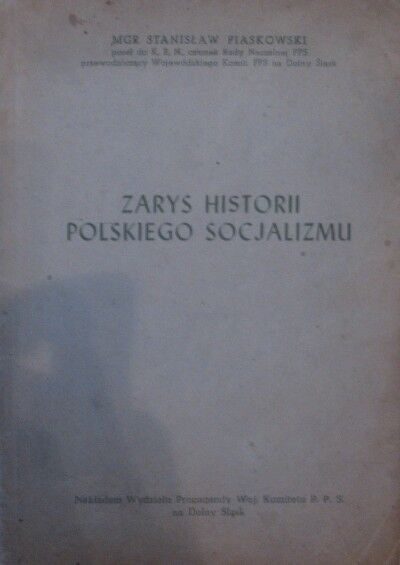 MGR STANISŁAW PIASKOWSKI
poseł do K. R. N., członek Rady Naczelnej PPS
przewodniczący Wojewódzkiego Komit. PPS na Dolny Śląsk
ZARYS HISTORII
POLSKIEGO SOCJALIZMU
Nakładem Wydziału Propagandy Woj. Komitetu P. P. S.
na Dolny Śląsk